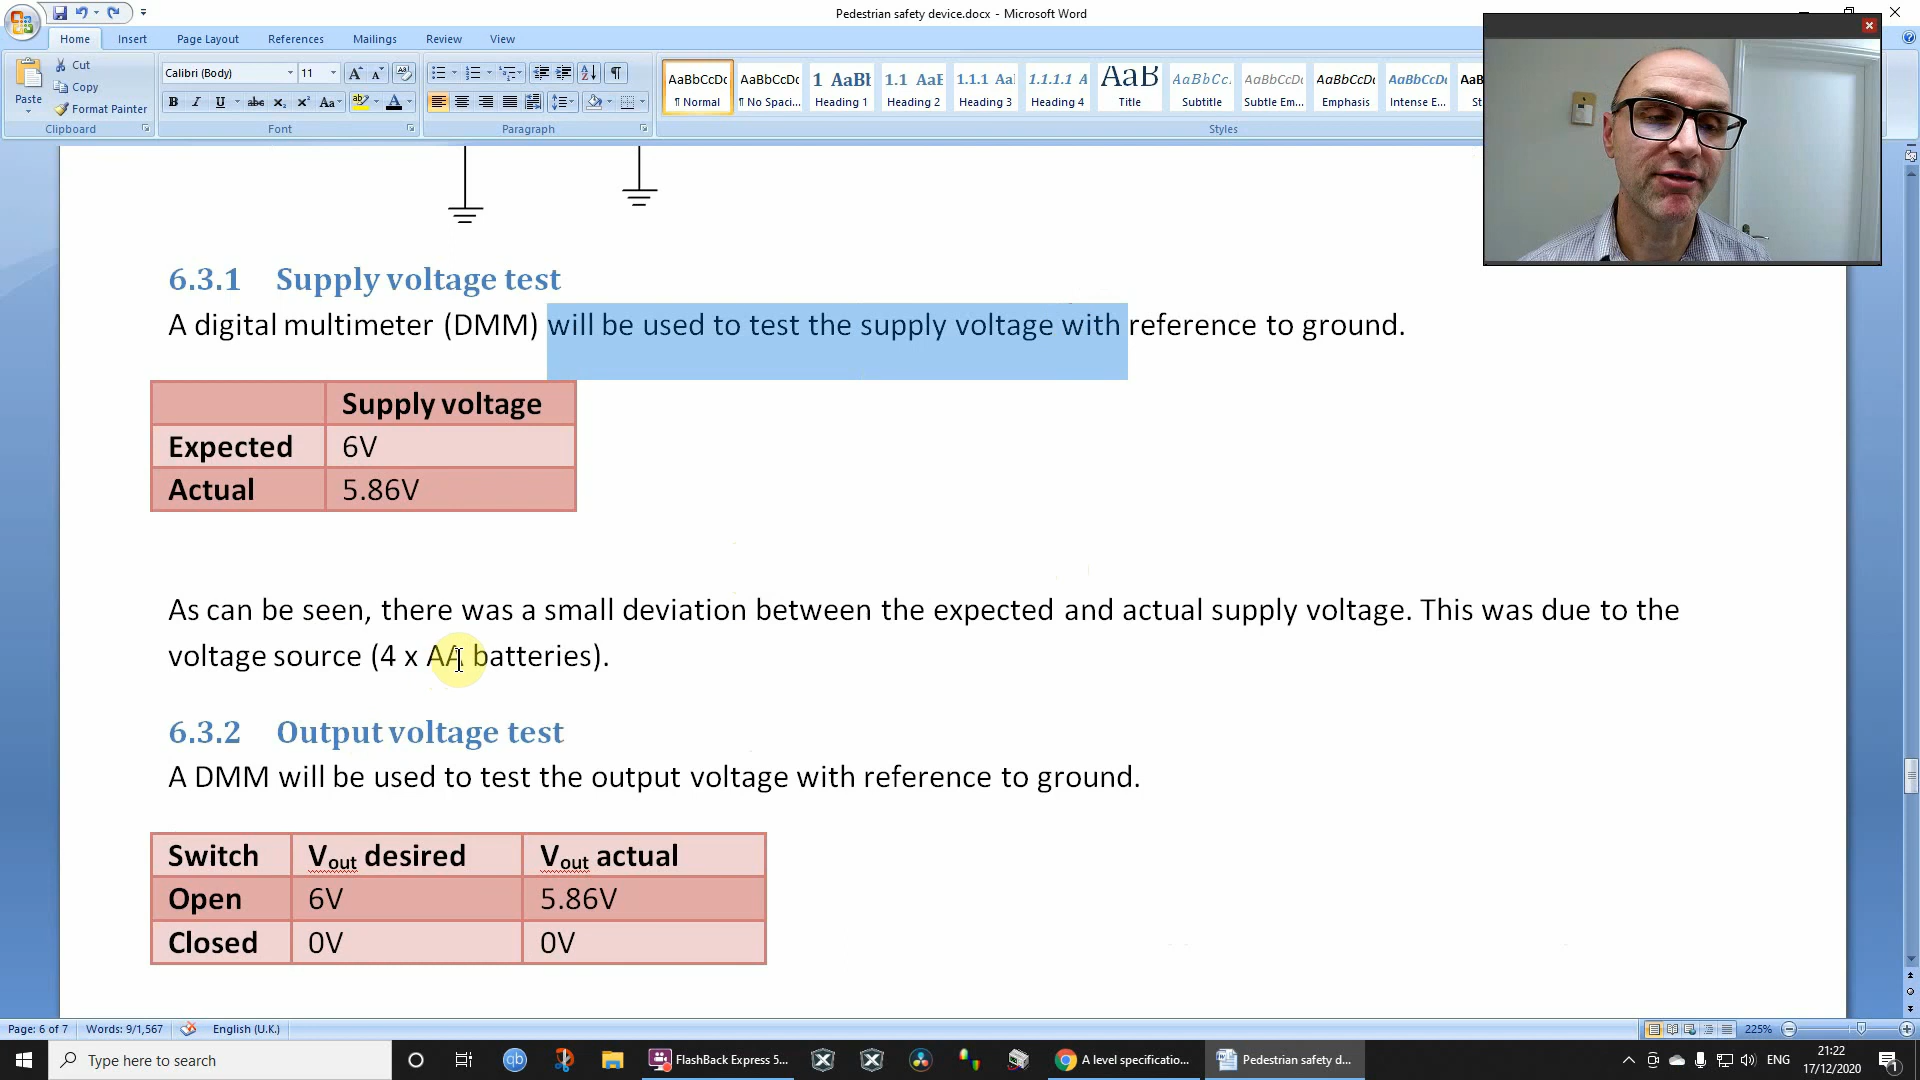 Pedestrian safety device.docx - Microsoft Word
Home Insert Page Layout References Mailings Review View
Paste
Cut
Copy
Format Painter
Clipboard
Calibri (Body) 11
Font
Paragraph
AaBbCcDc AaBbCcDc 1 AaBl 1.1 AaE 1.1.1 Aa 1.1.1.1 A AaB AaBbCc. AaBbCcDc AaBbCcDc AaBbCcDc
¶ Normal ¶ No Spaci... Heading 1 Heading 2 Heading 3 Heading 4 Title Subtitle Subtle Em... Emphasis Intense E...
Styles
6.3.1 Supply voltage test
A digital multimeter (DMM) will be used to test the supply voltage with reference to ground.
Supply voltage
Expected 6V
Actual 5.86V
As can be seen, there was a small deviation between the expected and actual supply voltage. This was due to the
voltage source (4 x AA batteries).
6.3.2 Output voltage test
A DMM will be used to test the output voltage with reference to ground.
Switch Vout desired Vout actual
Open 6V 5.86V
Closed 0V 0V
Page: 6 of 7 Words: 9/1,567 English (U.K.) 225%
Type here to search
FlashBack Express 5...
A level specificatio...
Pedestrian safety d...
ENG
21:22
17/12/2020